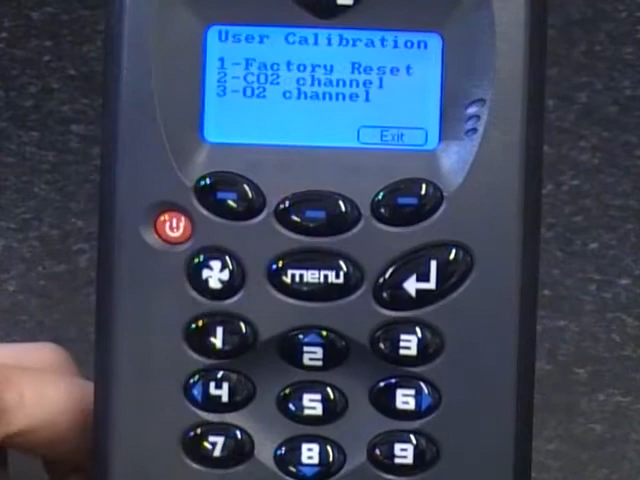 User Calibration
1-Factory Reset
2-CO2 channel
3-O2 channel
Exit
menu
1 2 3
4 5 6
7 8 9